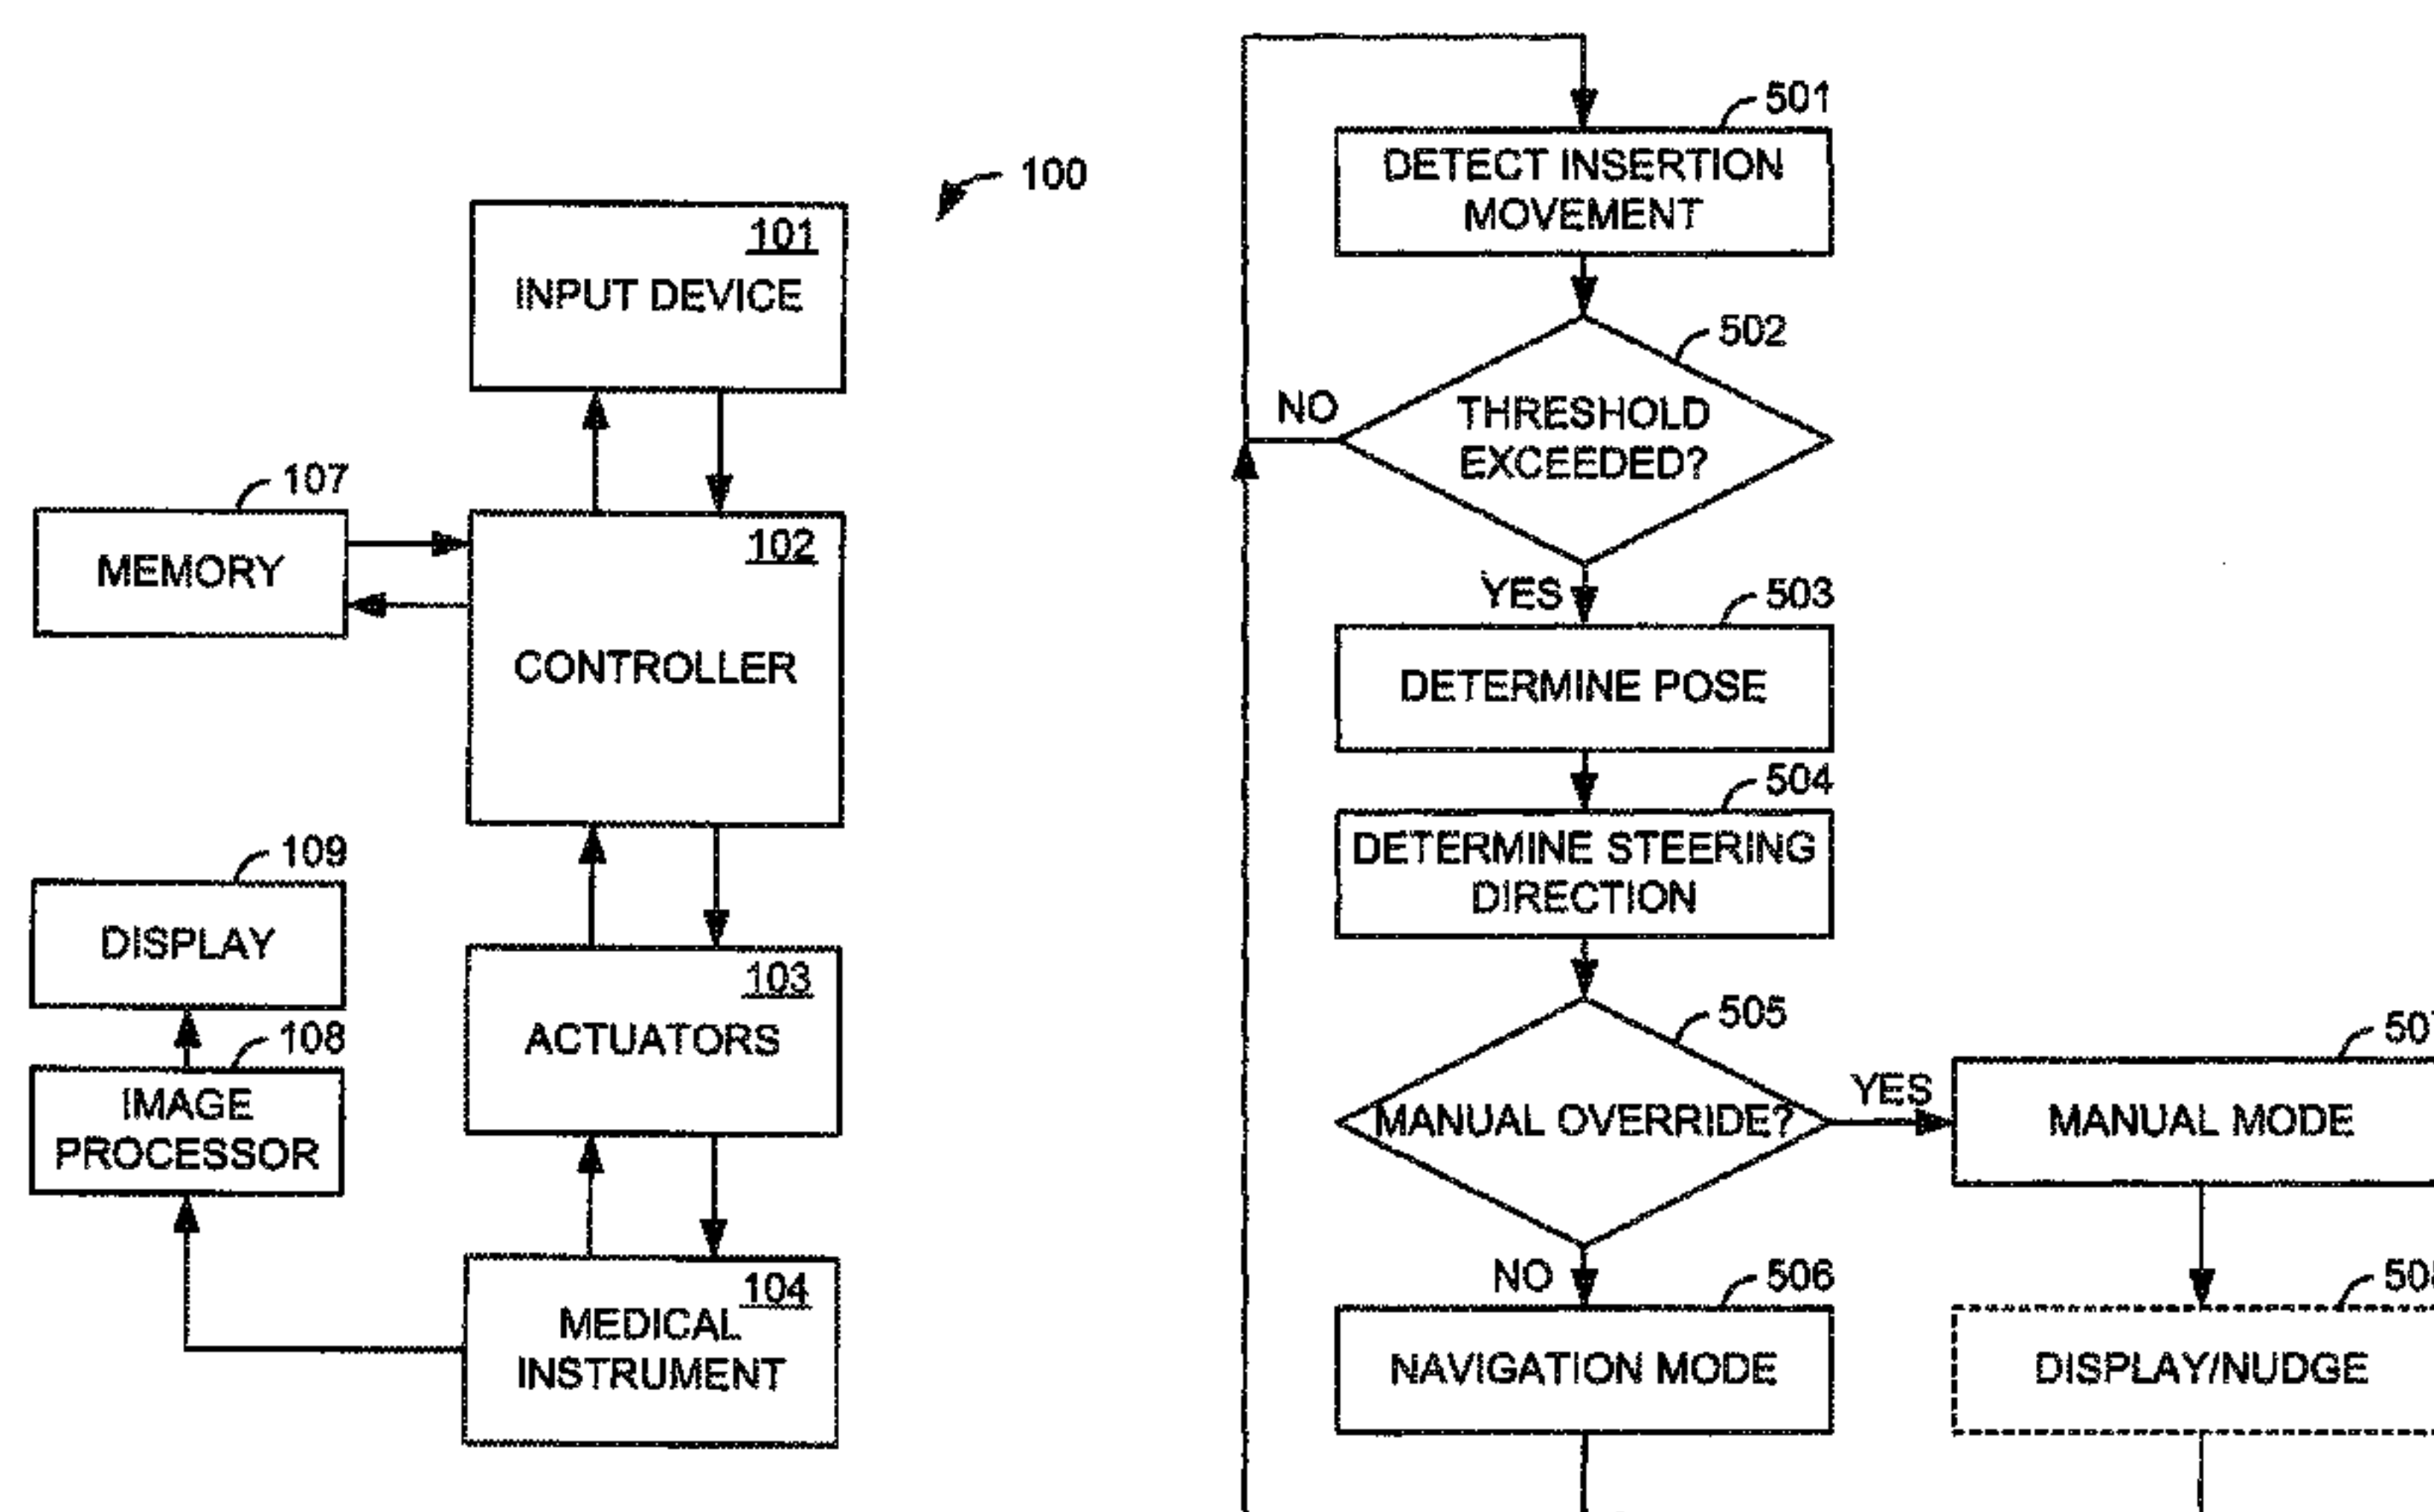 100
101
INPUT DEVICE
107
MEMORY
102
CONTROLLER
109
DISPLAY
103
ACTUATORS
108
IMAGE
PROCESSOR
104
MEDICAL
INSTRUMENT
501
DETECT INSERTION
MOVEMENT
502
THRESHOLD
EXCEEDED?
NO
YES
503
DETERMINE POSE
504
DETERMINE STEERING
DIRECTION
505
MANUAL OVERRIDE?
YES
MANUAL MODE
NO
506
NAVIGATION MODE
DISPLAY/NUDGE